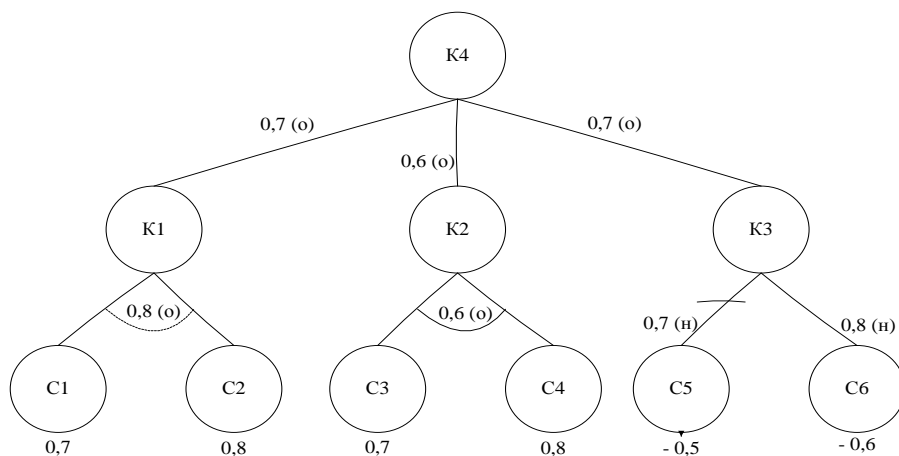 К4
0,7 (о)
0,7 (о)
0,6 (о)
К1
К2
К3
0,8 (о)
0,6 (о)
0,7 (н)
0,8 (н)
С1
С2
С3
С4
С5
С6
0,7
0,8
0,7
0,8
- 0,5
- 0,6